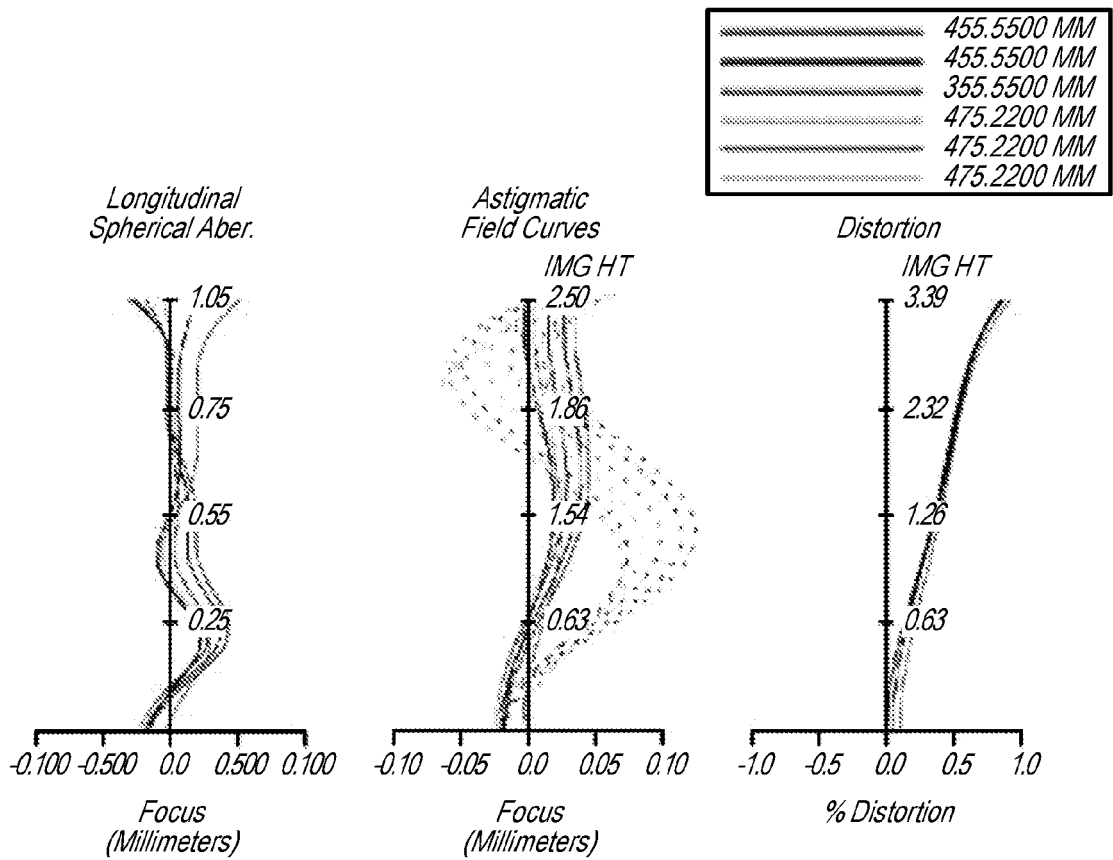 455.5500 MM
455.5500 MM
355.5500 MM
475.2200 MM
475.2200 MM
475.2200 MM
Longitudinal
Spherical Aber.
1.05
0.75
0.55
0.25
-0.100 -0.500 0.0 0.500 0.100
Focus
(Millimeters)
Astigmatic
Field Curves
IMG HT
2.50
1.86
1.54
0.63
-0.10 -0.05 0.0 0.05 0.10
Focus
(Millimeters)
Distortion
IMG HT
3.39
2.32
1.26
0.63
-1.0 -0.5 0.0 0.5 1.0
% Distortion